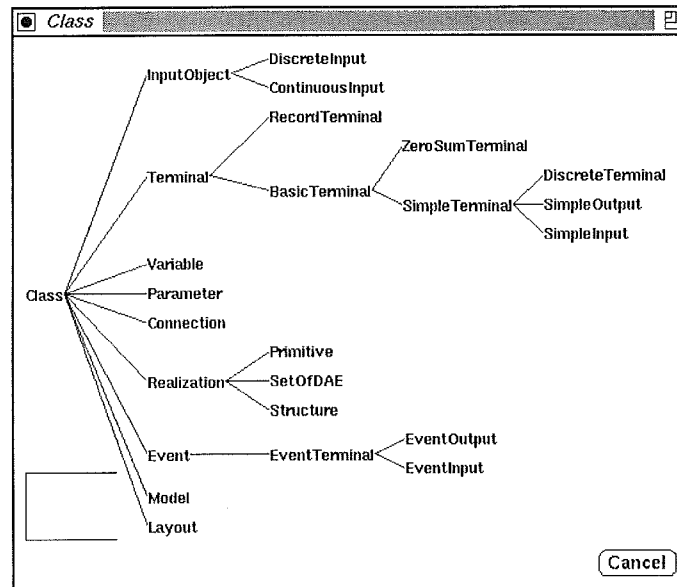 Class
DiscreteInput
InputObject
ContinuousInput
RecordTerminal
ZeroSumTerminal
Terminal
DiscreteTerminal
BasicTerminal
SimpleTerminal
SimpleOutput
SimpleInput
Variable
Class
Parameter
Connection
Primitive
Realization
SetOfDAE
Structure
EventOutput
Event
EventTerminal
EventInput
Model
Layout
Cancel